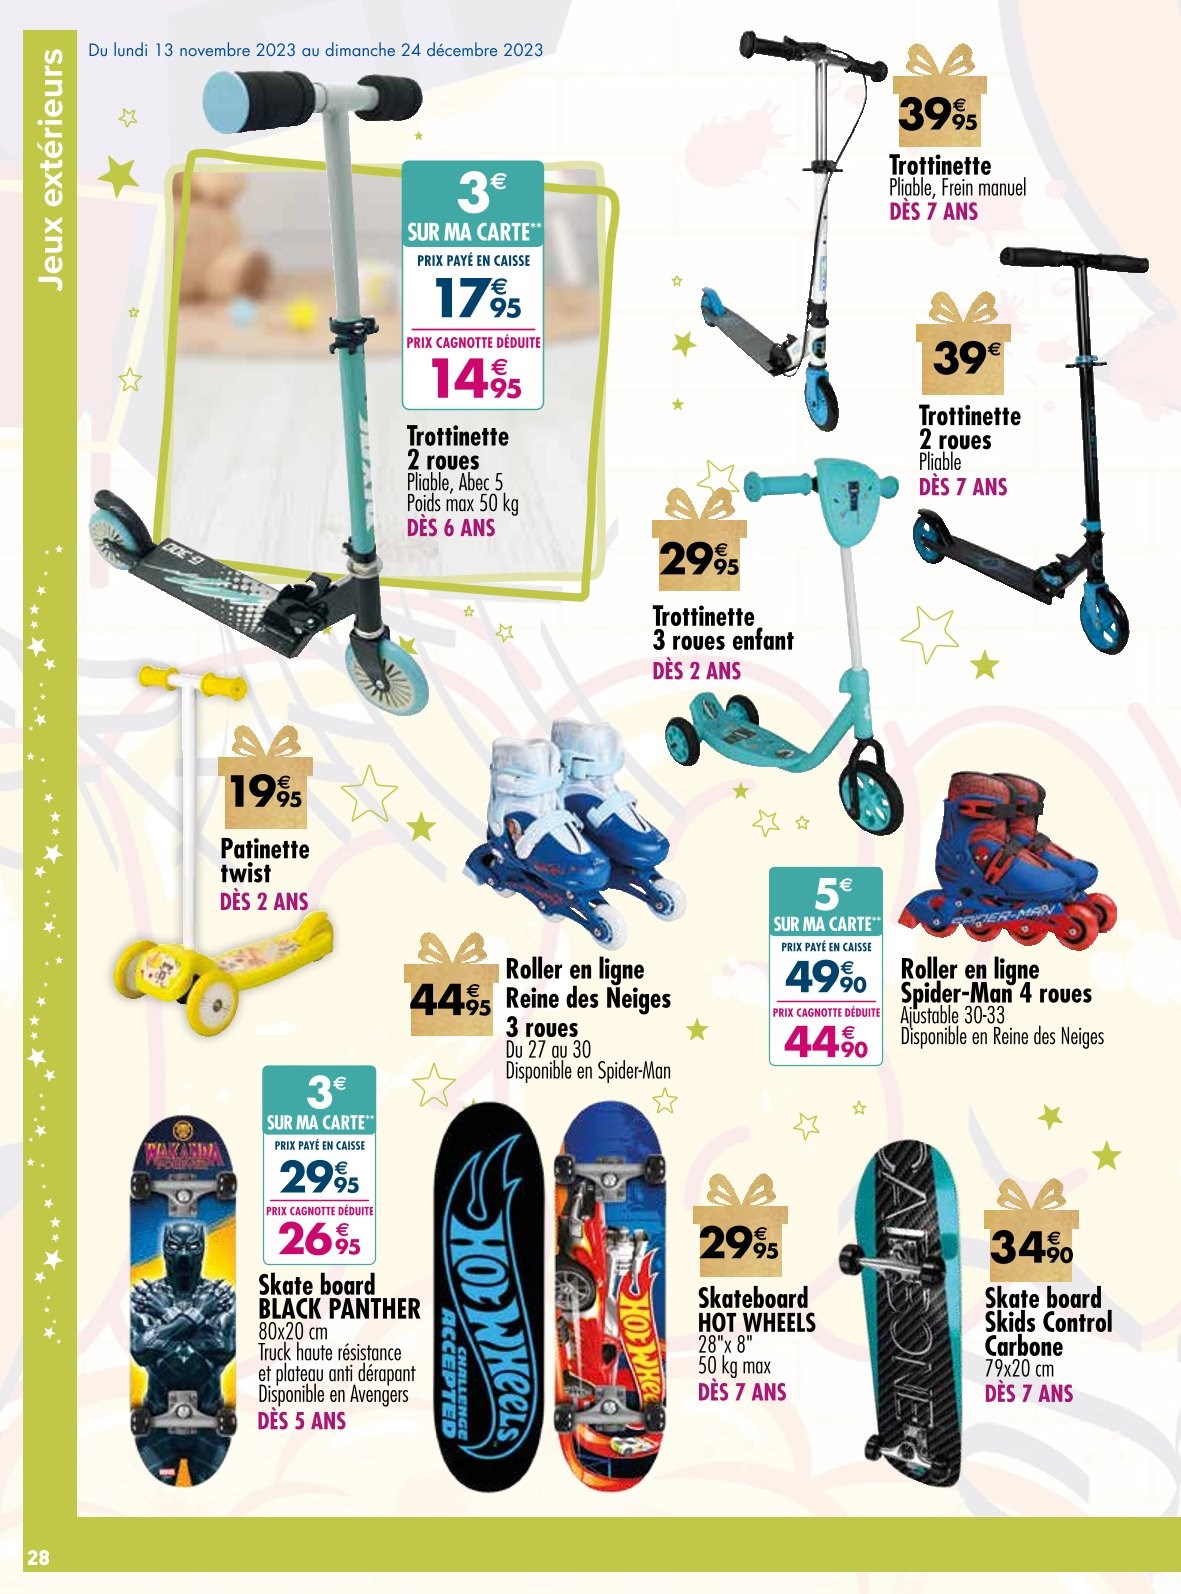 Jeux extérieurs
Du lundi 13 novembre 2023 au dimanche 24 décembre 2023
3€
SUR MA CARTE**
PRIX PAYÉ EN CAISSE
17€95
PRIX CAGNOTTE DÉDUITE
14€95
Trottinette
2 roues
Pliable, Abec 5
Poids max 50 kg
DÈS 6 ANS
39€95
Trottinette
Pliable, Frein manuel
DÈS 7 ANS
39€
Trottinette
2 roues
Pliable
DÈS 7 ANS
29€95
Trottinette
3 roues enfant
DÈS 2 ANS
19€95
Patinette
twist
DÈS 2 ANS
44€95
Roller en ligne
Reine des Neiges
3 roues
Du 27 au 30
Disponible en Spider-Man
5€
SUR MA CARTE**
PRIX PAYÉ EN CAISSE
49€90
PRIX CAGNOTTE DÉDUITE
44€90
SPIDER-MAN
Roller en ligne
Spider-Man 4 roues
Ajustable 30-33
Disponible en Reine des Neiges
3€
SUR MA CARTE**
PRIX PAYÉ EN CAISSE
29€95
PRIX CAGNOTTE DÉDUITE
26€95
WAKANDA
FOREVER
MARVEL
Skate board
BLACK PANTHER
80x20 cm
Truck haute résistance
et plateau anti dérapant
Disponible en Avengers
DÈS 5 ANS
HOT WHEELS
CHALLENGE
ACCEPTED
HOT WHEELS
29€95
Skateboard
HOT WHEELS
28"x 8"
50 kg max
DÈS 7 ANS
34€90
Skate board
Skids Control
Carbone
79x20 cm
DÈS 7 ANS
28